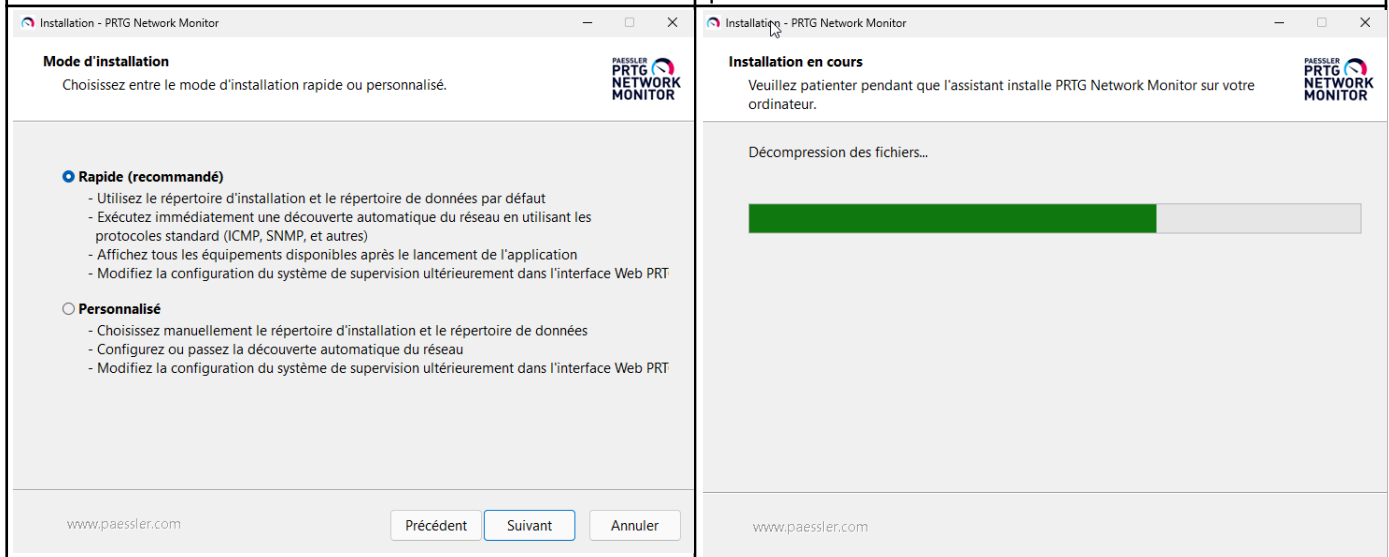 Installation - PRTG Network Monitor
Mode d'installation
Choisissez entre le mode d'installation rapide ou personnalisé.
PAESSLER
PRTG
NETWORK
MONITOR
Rapide (recommandé)
- Utilisez le répertoire d'installation et le répertoire de données par défaut
- Exécutez immédiatement une découverte automatique du réseau en utilisant les
protocoles standard (ICMP, SNMP, et autres)
- Affichez tous les équipements disponibles après le lancement de l'application
- Modifiez la configuration du système de supervision ultérieurement dans l'interface Web PRT
Personnalisé
- Choisissez manuellement le répertoire d'installation et le répertoire de données
- Configurez ou passez la découverte automatique du réseau
- Modifiez la configuration du système de supervision ultérieurement dans l'interface Web PRT
www.paessler.com
Précédent
Suivant
Annuler
Installation - PRTG Network Monitor
Installation en cours
Veuillez patienter pendant que l'assistant installe PRTG Network Monitor sur votre
ordinateur.
PAESSLER
PRTG
NETWORK
MONITOR
Décompression des fichiers...
www.paessler.com